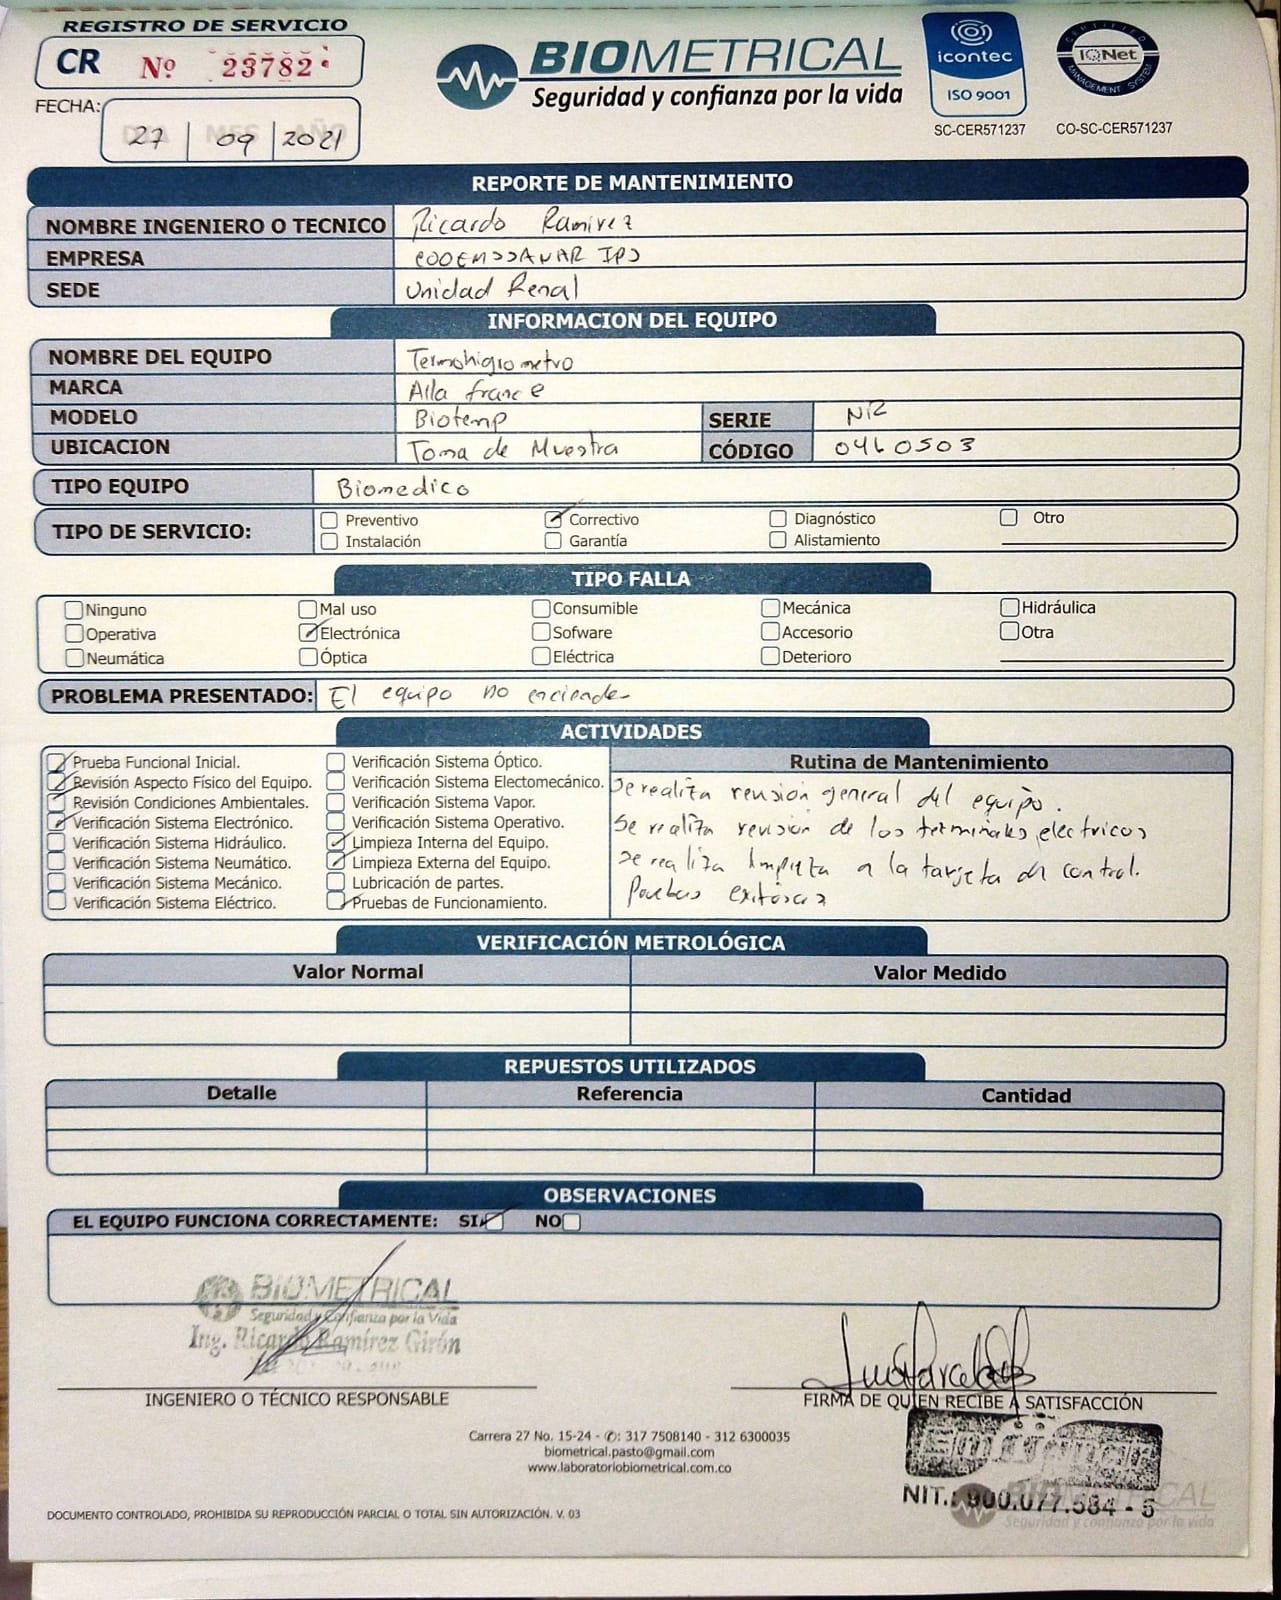 REGISTRO DE SERVICIO
CR Nº 23782
FECHA: 27 09 2021
BIOMETRICAL
Seguridad y confianza por la vida
icontec
ISO 9001
SC-CER571237
CERTIFIED
IQNet
MANAGEMENT SYSTEM
CO-SC-CER571237
REPORTE DE MANTENIMIENTO
NOMBRE INGENIERO O TECNICO Ricardo Ramirez
EMPRESA IPS
SEDE Unidad Renal
INFORMACION DEL EQUIPO
NOMBRE DEL EQUIPO Termohigrometro
MARCA Alla france
MODELO Biotemp SERIE NR
UBICACION Toma de Muestra CÓDIGO 0460503
TIPO EQUIPO Biomedico
TIPO DE SERVICIO: Preventivo Correctivo Diagnóstico Otro
Instalación Garantía Alistamiento
TIPO FALLA
Ninguno Mal uso Consumible Mecánica Hidráulica
Operativa Electrónica Sofware Accesorio Otra
Neumática Óptica Eléctrica Deterioro
PROBLEMA PRESENTADO: El equipo no enciende
ACTIVIDADES
Prueba Funcional Inicial.
Revisión Aspecto Físico del Equipo.
Revisión Condiciones Ambientales.
Verificación Sistema Electrónico.
Verificación Sistema Hidráulico.
Verificación Sistema Neumático.
Verificación Sistema Mecánico.
Verificación Sistema Eléctrico.
Verificación Sistema Óptico.
Verificación Sistema Electomecánico.
Verificación Sistema Vapor.
Verificación Sistema Operativo.
Limpieza Interna del Equipo.
Limpieza Externa del Equipo.
Lubricación de partes.
Pruebas de Funcionamiento.
Rutina de Mantenimiento
Se realiza revision general del equipo.
Se realiza revision de los terminales electricos
Se realiza limpieza a la tarjeta de control.
Pruebas exitosas
VERIFICACIÓN METROLÓGICA
Valor Normal Valor Medido
REPUESTOS UTILIZADOS
Detalle Referencia Cantidad
OBSERVACIONES
EL EQUIPO FUNCIONA CORRECTAMENTE: SI NO
BIOMETRICAL
Seguridad y Confianza por la Vida
Ing. Ricardo Ramírez Girón
INGENIERO O TÉCNICO RESPONSABLE
FIRMA DE QUIEN RECIBE A SATISFACCIÓN
Carrera 27 No. 15-24 - ✆: 317 7508140 - 312 6300035
biometrical.pasto@gmail.com
www.laboratoriobiometrical.com.co
NIT.: 900.077.584 - 5
BIOMETRICAL
Seguridad y confianza por la vida
DOCUMENTO CONTROLADO, PROHIBIDA SU REPRODUCCIÓN PARCIAL O TOTAL SIN AUTORIZACIÓN. V. 03